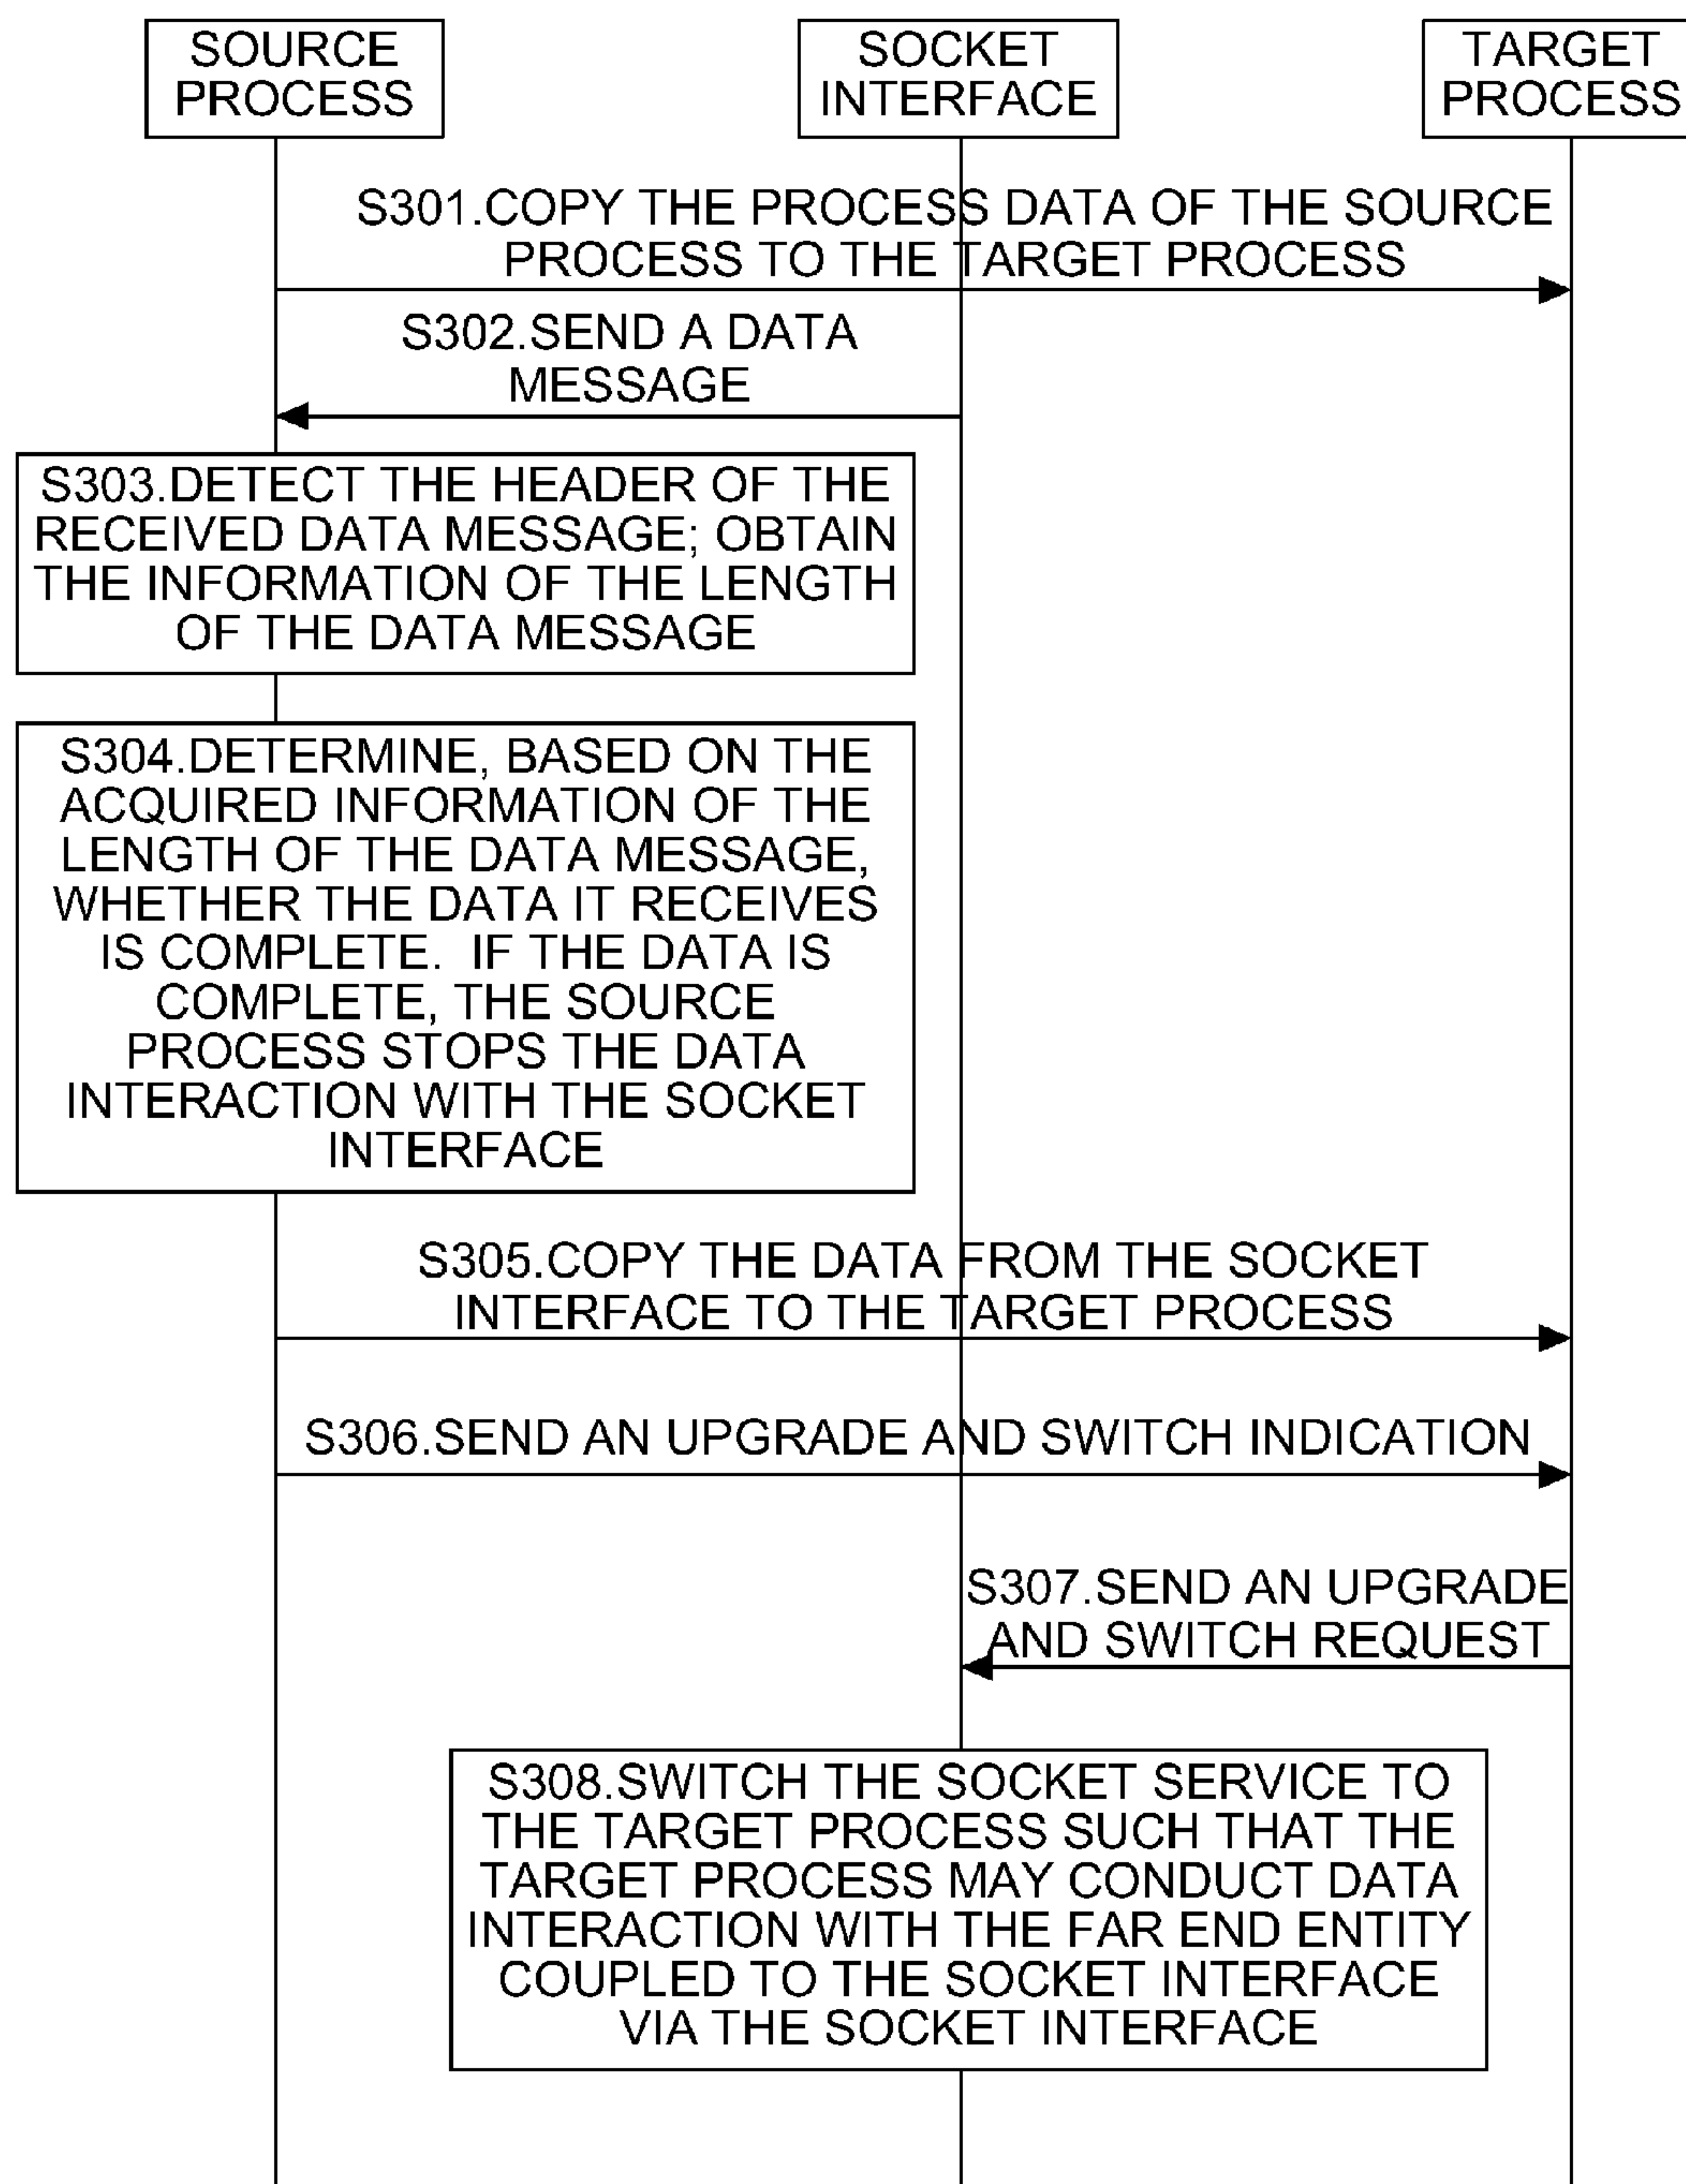 SOURCE
PROCESS
SOCKET
INTERFACE
TARGET
PROCESS
S301.COPY THE PROCESS DATA OF THE SOURCE
PROCESS TO THE TARGET PROCESS
S302.SEND A DATA
MESSAGE
S303.DETECT THE HEADER OF THE
RECEIVED DATA MESSAGE; OBTAIN
THE INFORMATION OF THE LENGTH
OF THE DATA MESSAGE
S304.DETERMINE, BASED ON THE
ACQUIRED INFORMATION OF THE
LENGTH OF THE DATA MESSAGE,
WHETHER THE DATA IT RECEIVES
IS COMPLETE. IF THE DATA IS
COMPLETE, THE SOURCE
PROCESS STOPS THE DATA
INTERACTION WITH THE SOCKET
INTERFACE
S305.COPY THE DATA FROM THE SOCKET
INTERFACE TO THE TARGET PROCESS
S306.SEND AN UPGRADE AND SWITCH INDICATION
S307.SEND AN UPGRADE
AND SWITCH REQUEST
S308.SWITCH THE SOCKET SERVICE TO
THE TARGET PROCESS SUCH THAT THE
TARGET PROCESS MAY CONDUCT DATA
INTERACTION WITH THE FAR END ENTITY
COUPLED TO THE SOCKET INTERFACE
VIA THE SOCKET INTERFACE